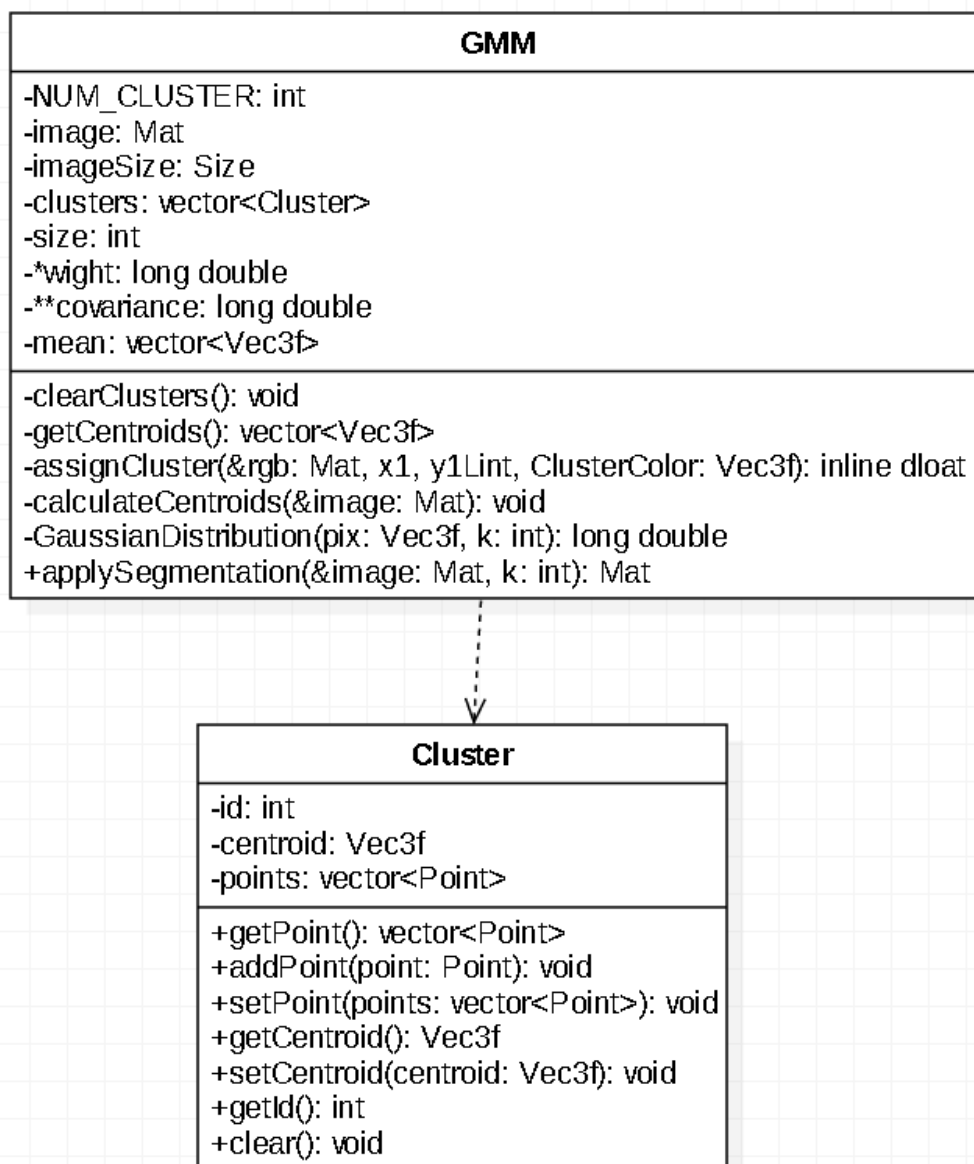 GMM
-NUM_CLUSTER: int
-image: Mat
-imageSize: Size
-clusters: vector<Cluster>
-size: int
-*wight: long double
-**covariance: long double
-mean: vector<Vec3f>
-clearClusters(): void
-getCentroids(): vector<Vec3f>
-assignCluster(&rgb: Mat, x1, y1Lint, ClusterColor: Vec3f): inline dloat
-calculateCentroids(&image: Mat): void
-GaussianDistribution(pix: Vec3f, k: int): long double
+applySegmentation(&image: Mat, k: int): Mat
Cluster
-id: int
-centroid: Vec3f
-points: vector<Point>
+getPoint(): vector<Point>
+addPoint(point: Point): void
+setPoint(points: vector<Point>): void
+getCentroid(): Vec3f
+setCentroid(centroid: Vec3f): void
+getId(): int
+clear(): void